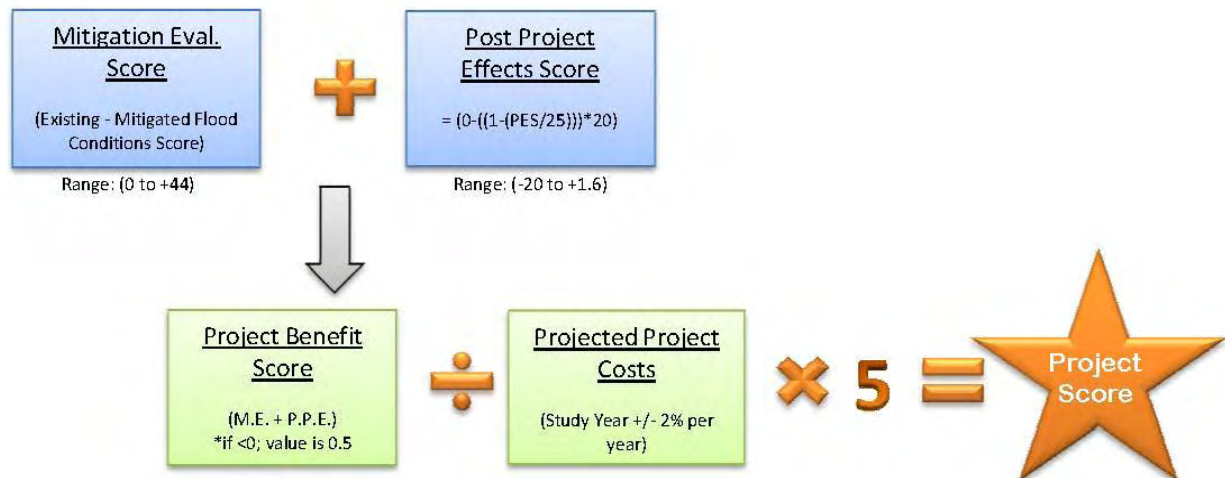 Mitigation Eval.
Score
(Existing - Mitigated Flood
Conditions Score)
Range: (0 to +44)
Post Project
Effects Score
= (0-((1-(PES/25)))*20)
Range: (-20 to +1.6)
Project Benefit
Score
(M.E. + P.P.E.)
*if <0; value is 0.5
Projected Project
Costs
(Study Year +/- 2% per
year)
5
Project
Score